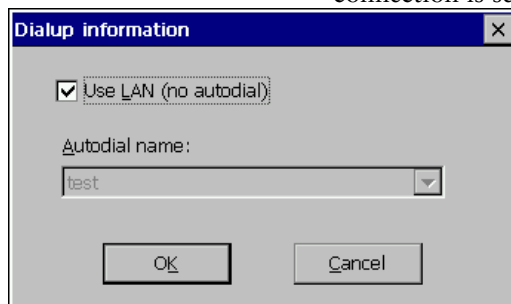 Dialup information
Use LAN (no autodial)
Autodial name:
test
OK
Cancel